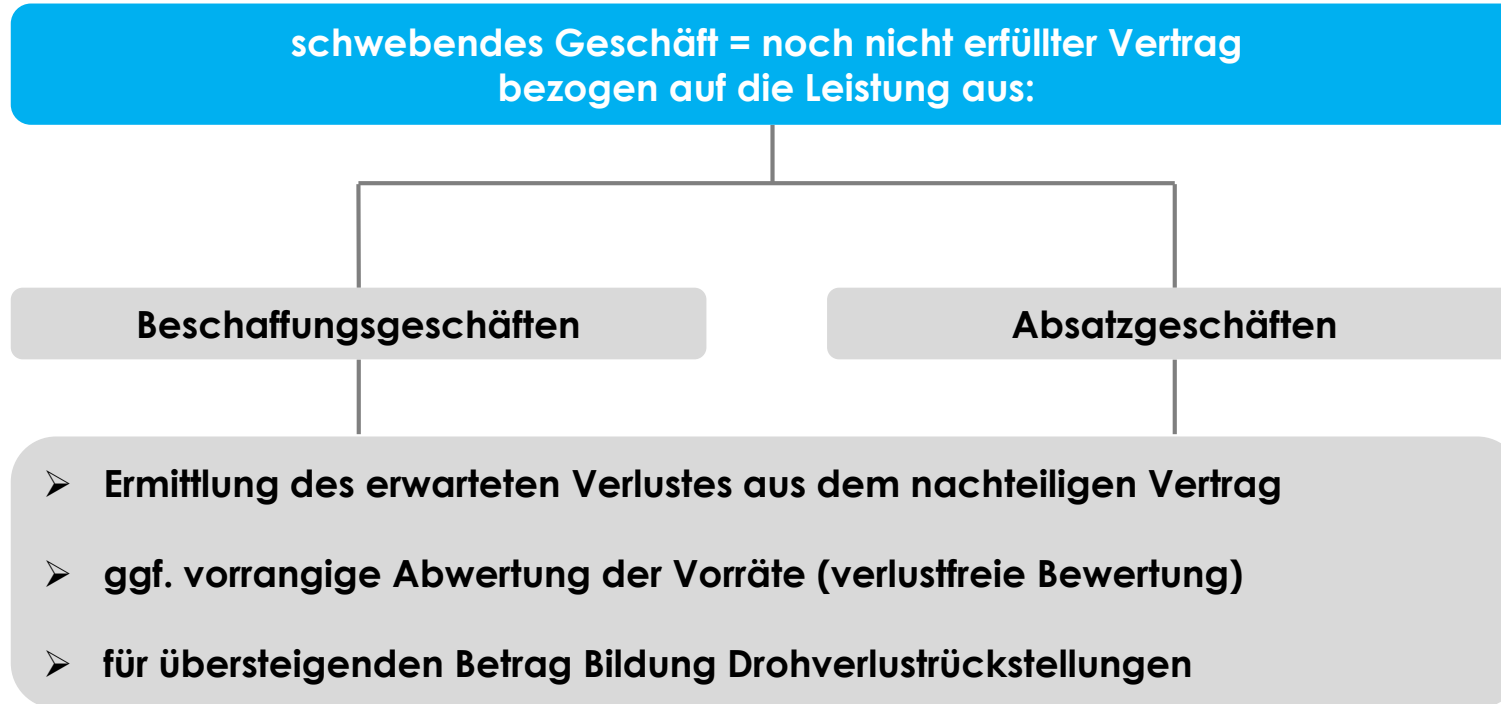 schwebendes Geschäft = noch nicht erfüllter Vertrag
bezogen auf die Leistung aus:
Beschaffungsgeschäften
Absatzgeschäften
➢ Ermittlung des erwarteten Verlustes aus dem nachteiligen Vertrag
➢ ggf. vorrangige Abwertung der Vorräte (verlustfreie Bewertung)
➢ für übersteigenden Betrag Bildung Drohverlustrückstellungen